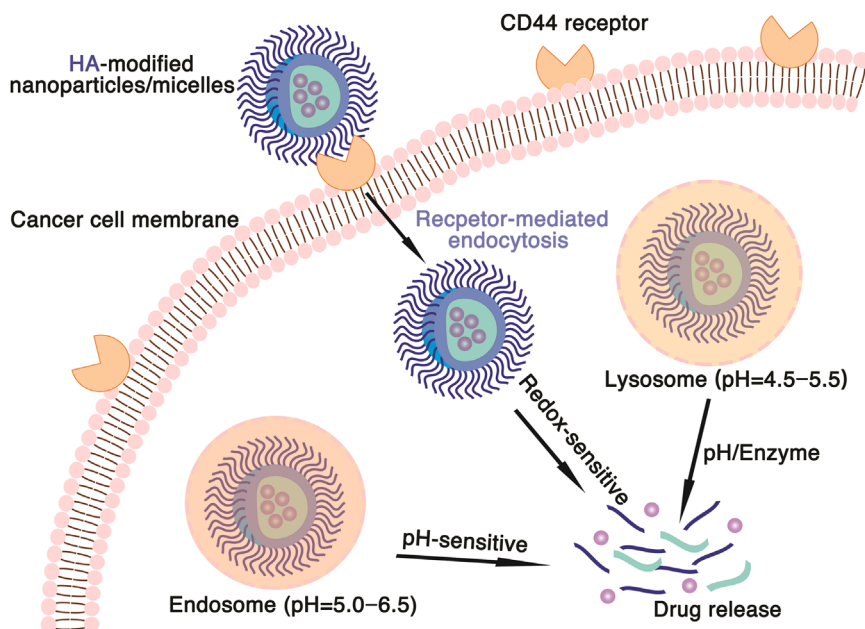 CD44 receptor
HA-modified
nanoparticles/micelles
Cancer cell membrane
Recpetor-mediated
endocytosis
Lysosome (pH=4.5–5.5)
Redox-sensitive
pH/Enzyme
pH-sensitive
Endosome (pH=5.0–6.5)
Drug release